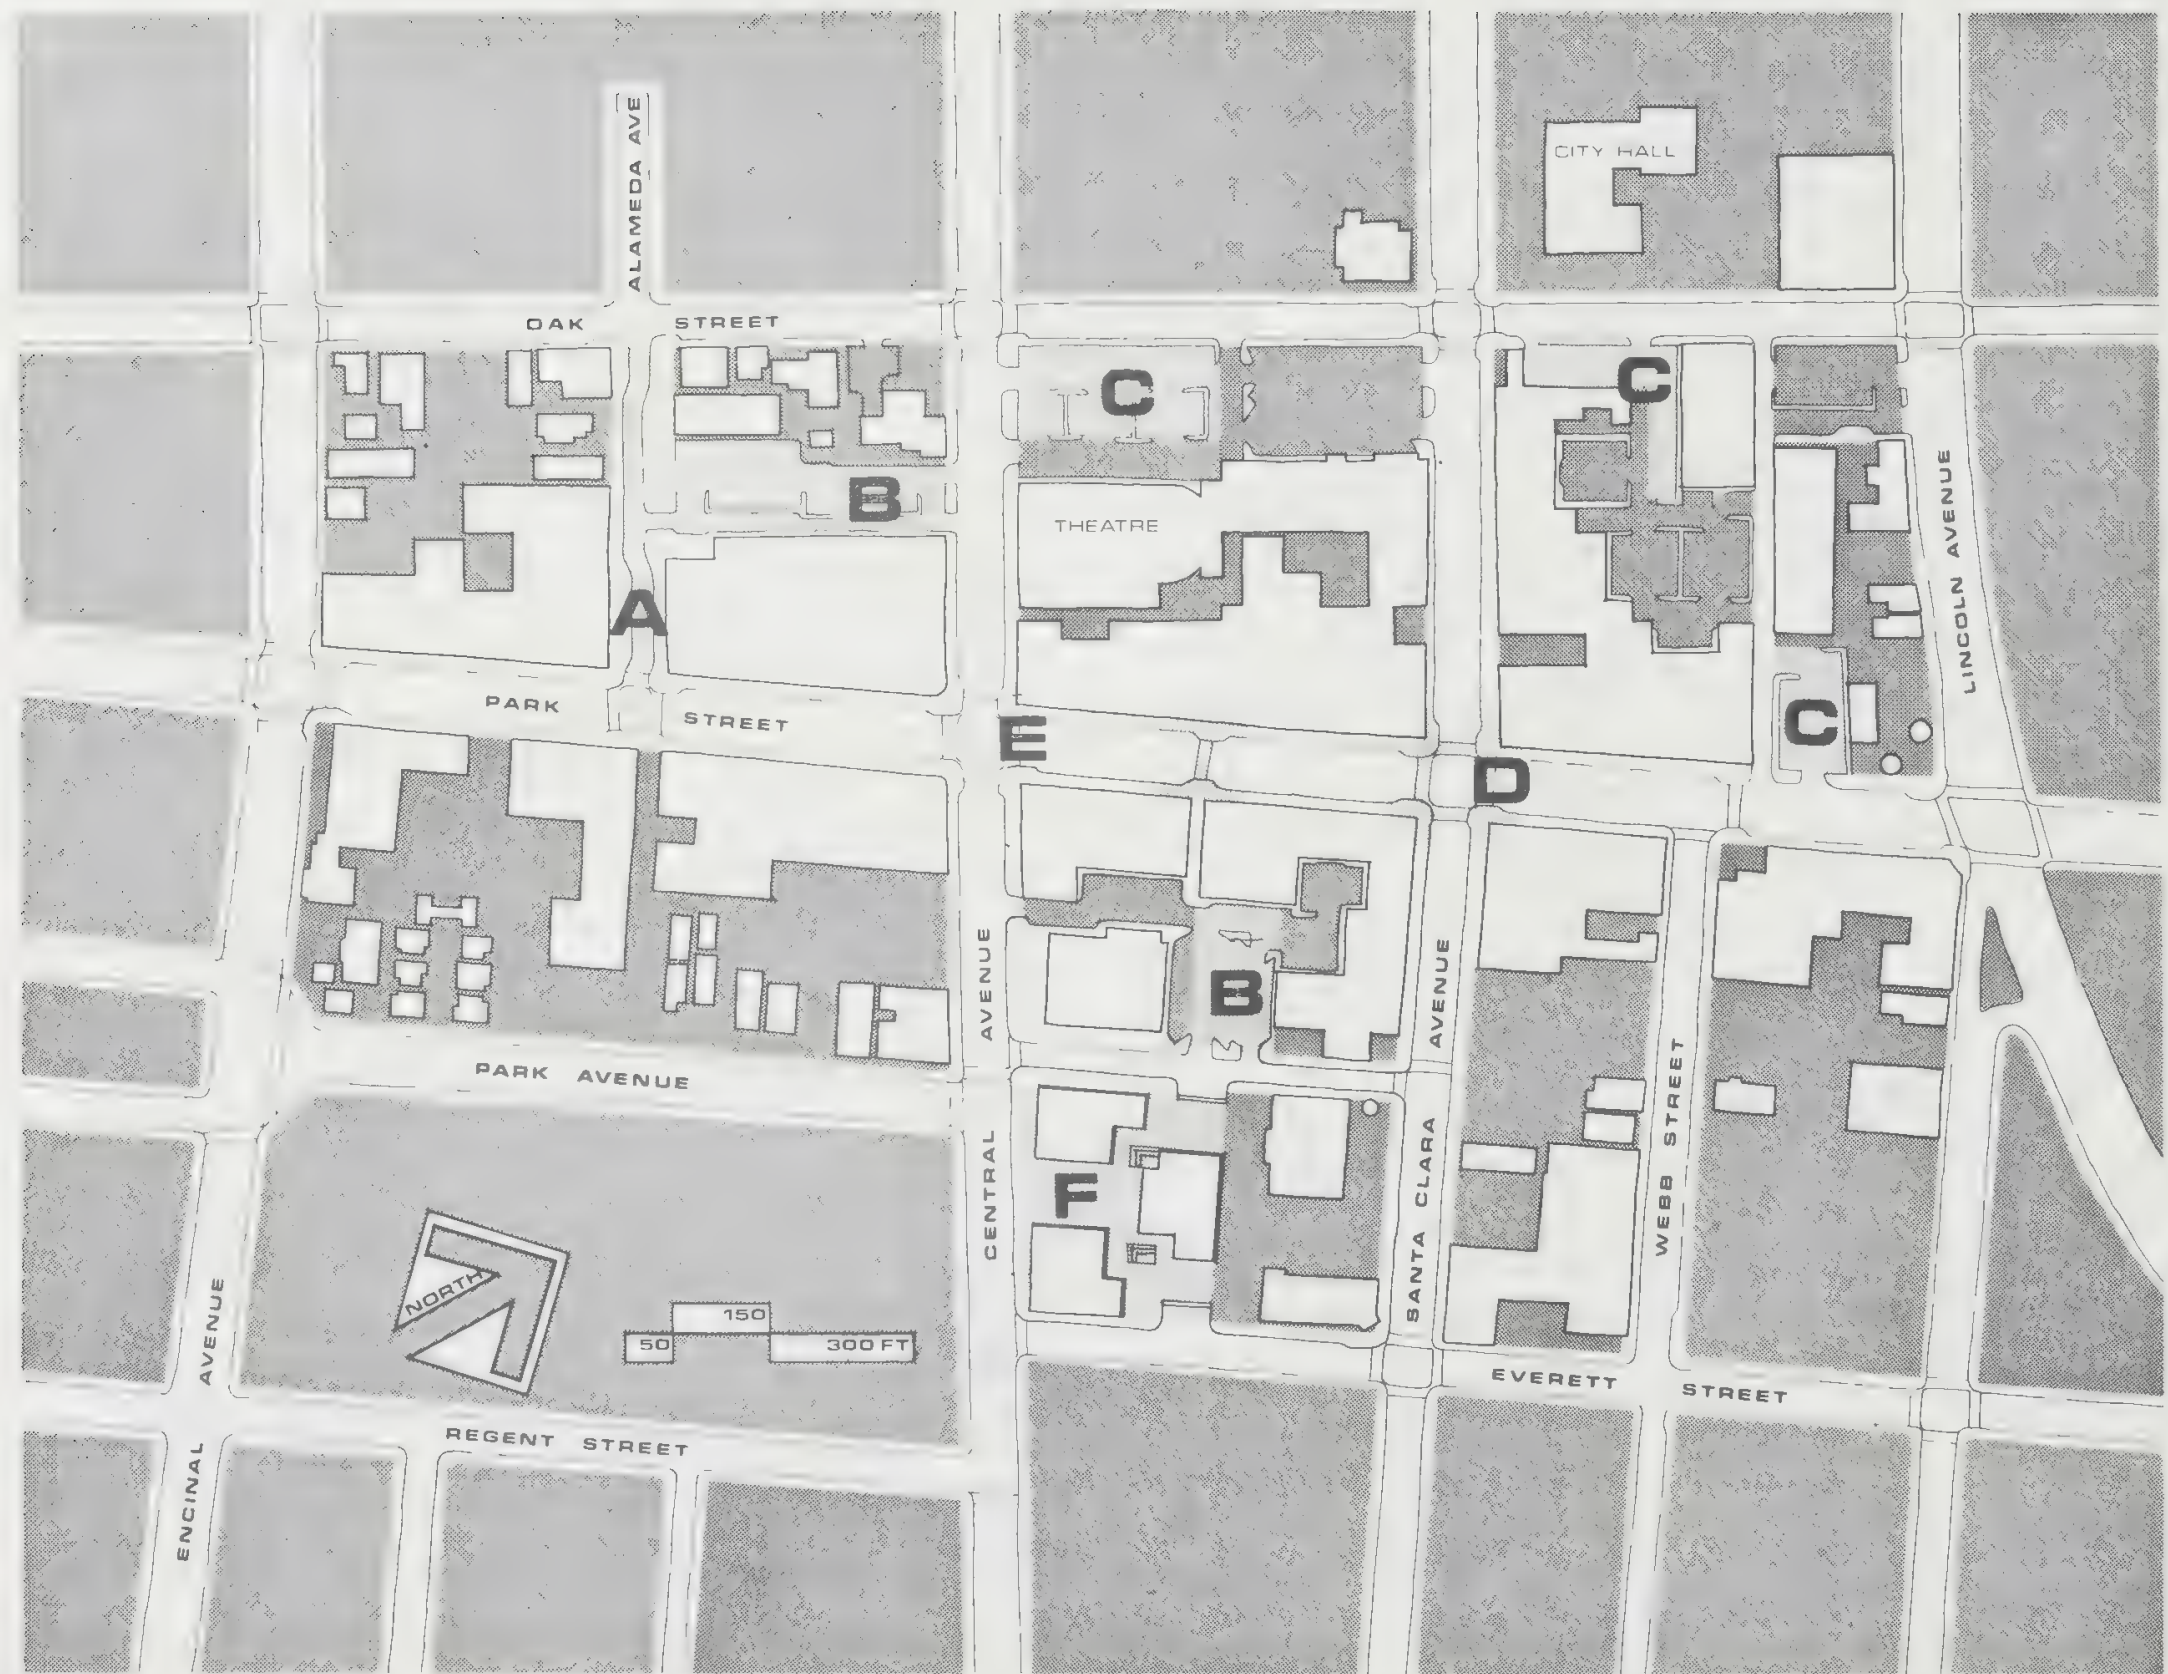 ALAMEDA AVE
CITY HALL
OAK STREET
C
C
B
THEATRE
LINCOLN AVENUE
A
PARK STREET
E
C
D
AVENUE
AVENUE
B
PARK AVENUE
CENTRAL
SANTA CLARA
WEBB STREET
F
NORTH
150
50
300 FT
ENCINAL AVENUE
EVERETT STREET
REGENT STREET